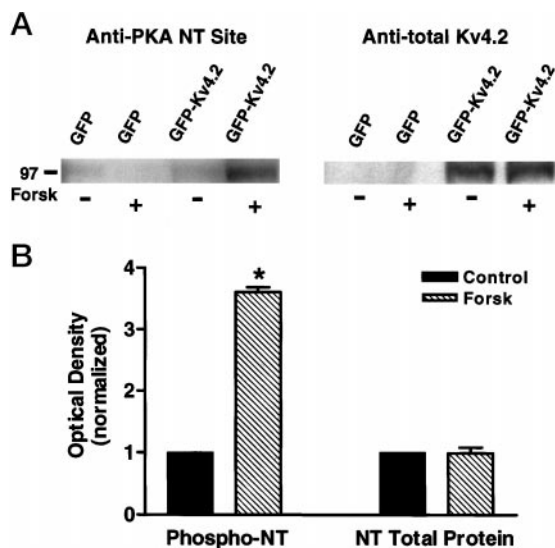 A
Anti-PKA NT Site
Anti-total Kv4.2
GFP
GFP
GFP-Kv4.2
GFP-Kv4.2
GFP
GFP
GFP-Kv4.2
GFP-Kv4.2
97
Forsk - + - +
- + - +
B
Optical Density
(normalized)
4
3
2
1
0
*
Control
Forsk
Phospho-NT
NT Total Protein